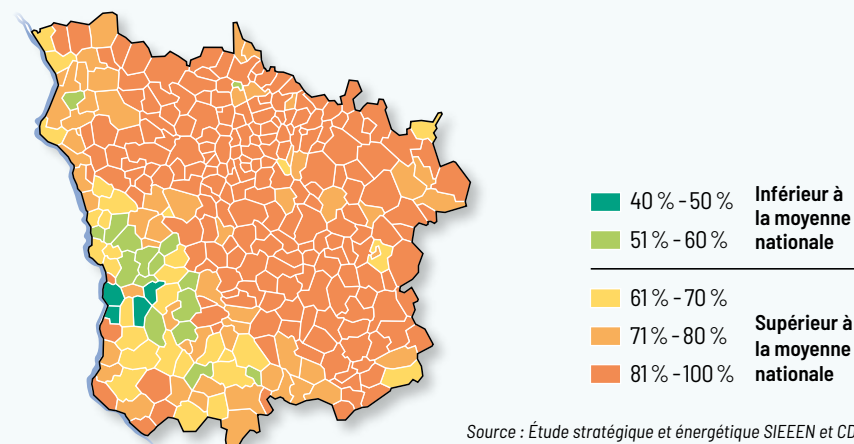 40 % - 50 %
51 % - 60 %
Inférieur à
la moyenne
nationale
61 % - 70 %
71 % - 80 %
81 % - 100 %
Supérieur à
la moyenne
nationale
Source : Étude stratégique et énergétique SIEEEN et CD